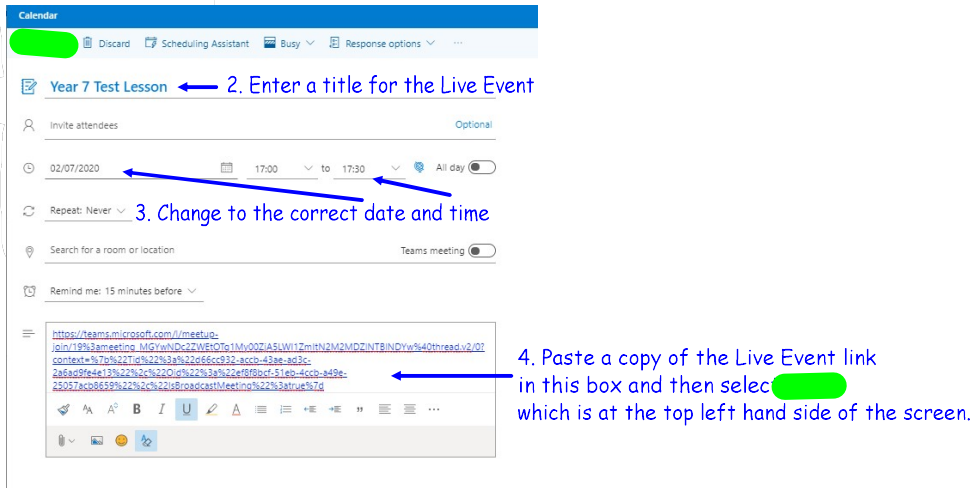 Calendar
Discard Scheduling Assistant Busy Response options ...
Year 7 Test Lesson 2. Enter a title for the Live Event
Invite attendees Optional
02/07/2020 17:00 to 17:30 All day
3. Change to the correct date and time
Repeat: Never
Search for a room or location Teams meeting
Remind me: 15 minutes before
https://teams.microsoft.com/l/meetup-
join/19%3ameeting_MGYwNDc2ZWEtOTg1My00ZiA5LWI1ZmItN2M2MDZINTBINDYw%40thread.v2/0?
context=%7b%22Tid%22%3a%22d66cc932-accb-43ae-ad3c-
2a6ad9fe4e13%22%2c%22Oid%22%3a%22ef8f8bcf-51eb-4ccb-a49e-
25057acb8659%22%2c%22IsBroadcastMeeting%22%3atrue%7d
4. Paste a copy of the Live Event link
in this box and then select
which is at the top left hand side of the screen.